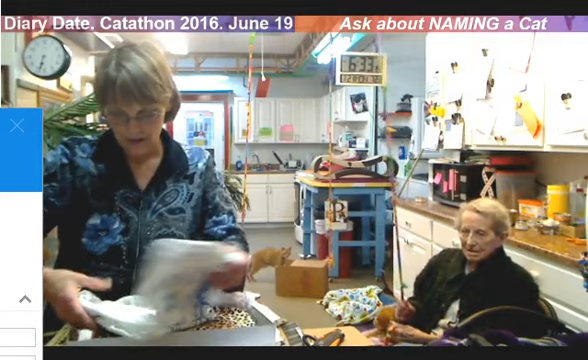 Diary Date. Catathon 2016. June 19
Ask about NAMING a Cat
6:33
R